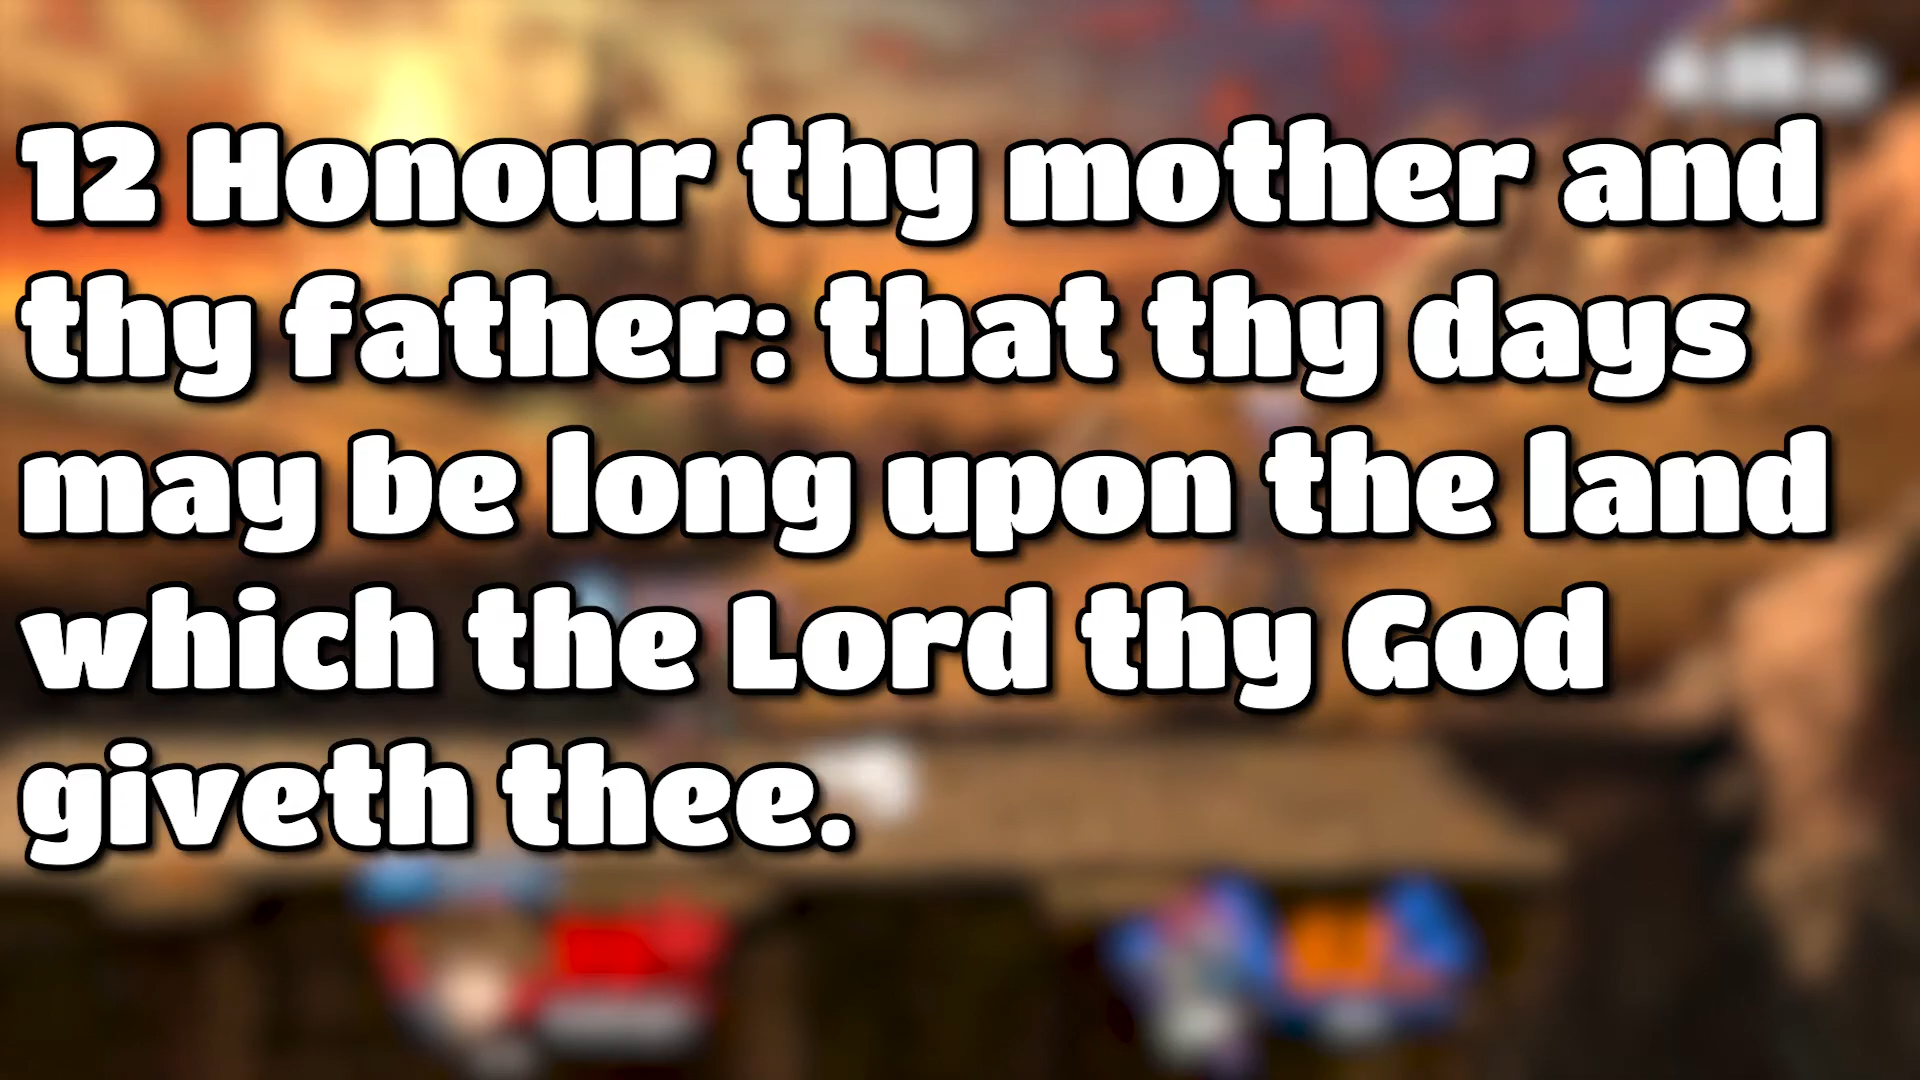 12 Honour thy mother and
thy father: that thy days
may be long upon the land
which the Lord thy God
giveth thee.